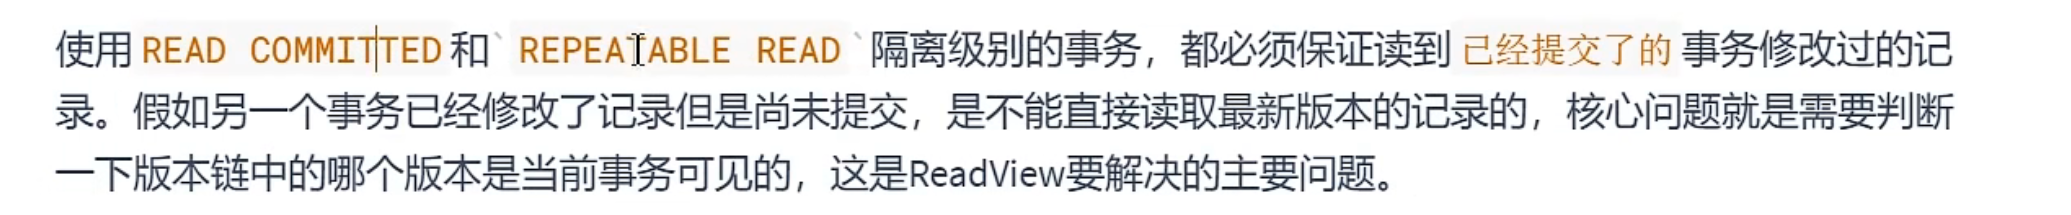 使用 READ COMMITTED 和` REPEATABLE READ `隔离级别的事务，都必须保证读到 已经提交了的 事务修改过的记
录。假如另一个事务已经修改了记录但是尚未提交，是不能直接读取最新版本的记录的，核心问题就是需要判断
一下版本链中的哪个版本是当前事务可见的，这是ReadView要解决的主要问题。